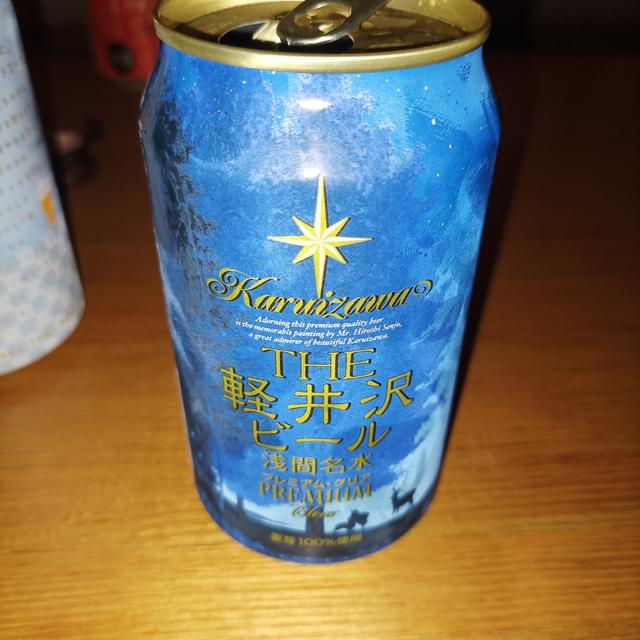 Karuizawa
Adorning this premium quality beer
is the memorable painting by Mr. Hiroshi Senju,
a great admirer of beautiful Karuizawa.
THE
軽井沢
ビール
浅間名水
プレミアム・クリア
PREMIUM
Clear
麦芽100%使用